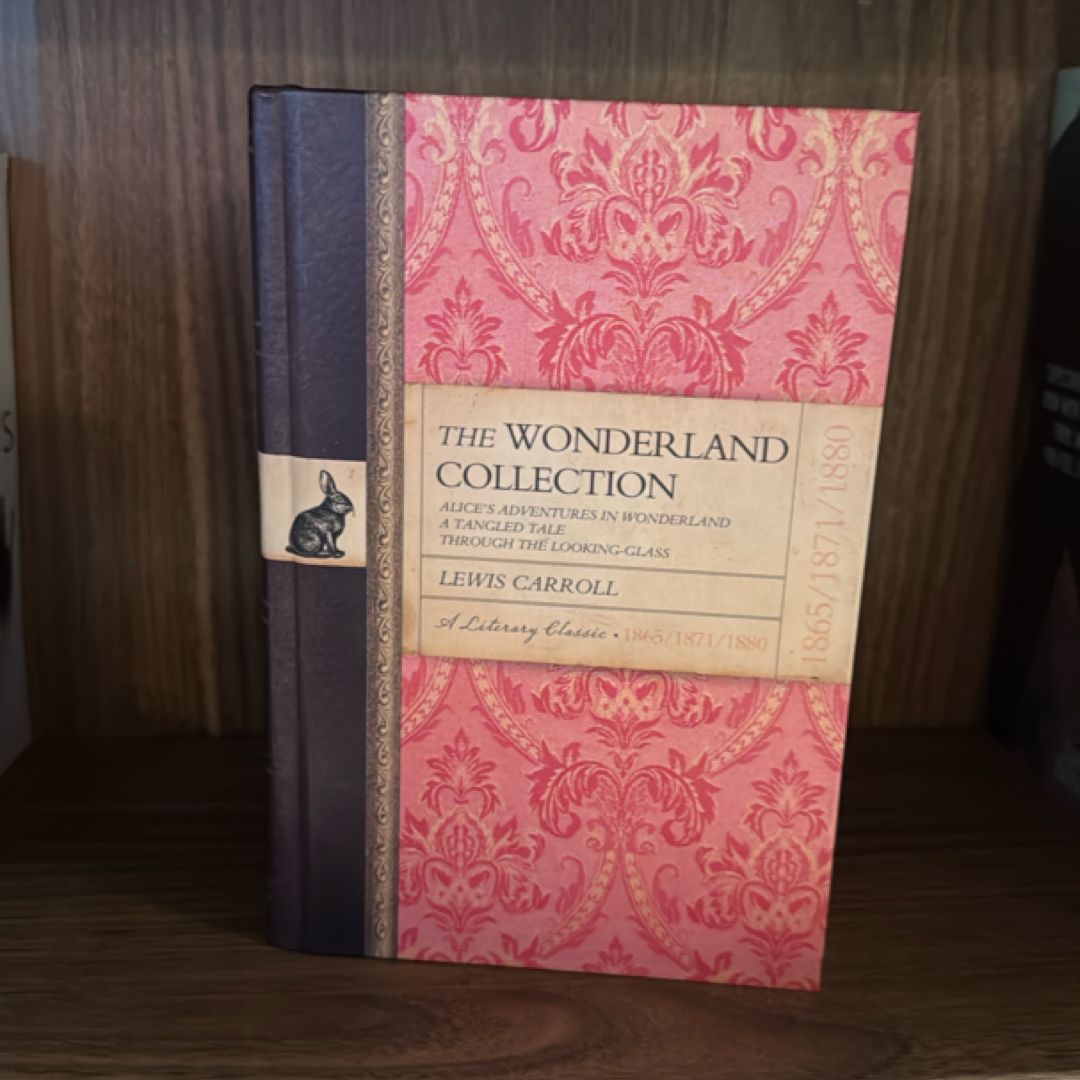 THE WONDERLAND
COLLECTION
ALICE'S ADVENTURES IN WONDERLAND
A TANGLED TALE
THROUGH THE LOOKING-GLASS
LEWIS CARROLL
A Literary Classic • 1865/1871/1880
1865/1871/1880
S